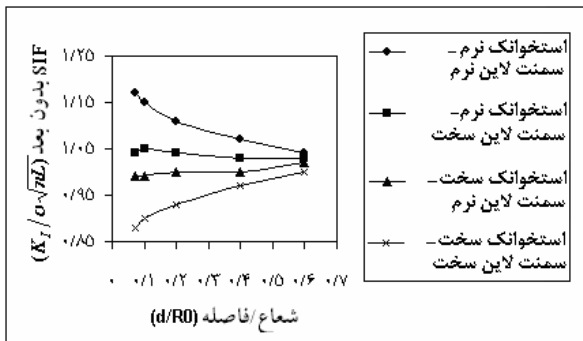 SIF بدون بعد (K_I/σ√πL)
۱/۲۵
۱/۱۵
۱/۰۵
۰/۹۵
۰/۸۵
۰ ۰/۱ ۰/۲ ۰/۳ ۰/۴ ۰/۵ ۰/۶ ۰/۷
شعاع/فاصله (d/R0)
استخوانک نرم-
سمنت لاین نرم
استخوانک نرم-
سمنت لاین سخت
استخوانک سخت-
سمنت لاین نرم
استخوانک سخت-
سمنت لاین سخت